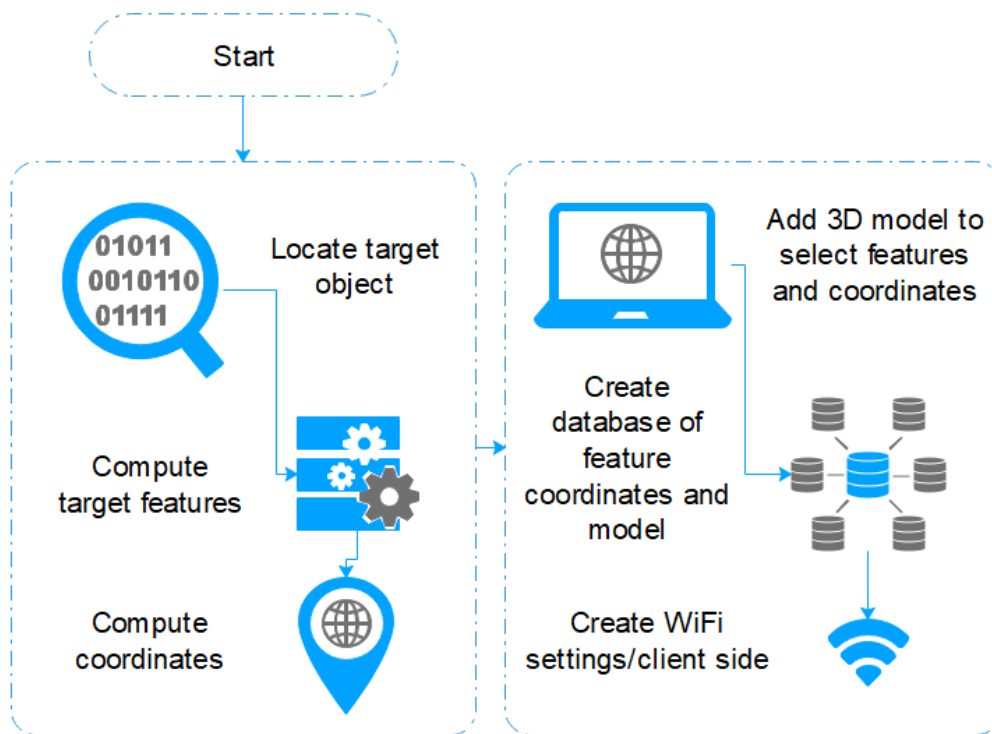 Start
01011
0010110
01111
Locate target
object
Compute
target features
Compute
coordinates
Add 3D model to
select features
and coordinates
Create
database of
feature
coordinates and
model
Create WiFi
settings/client side